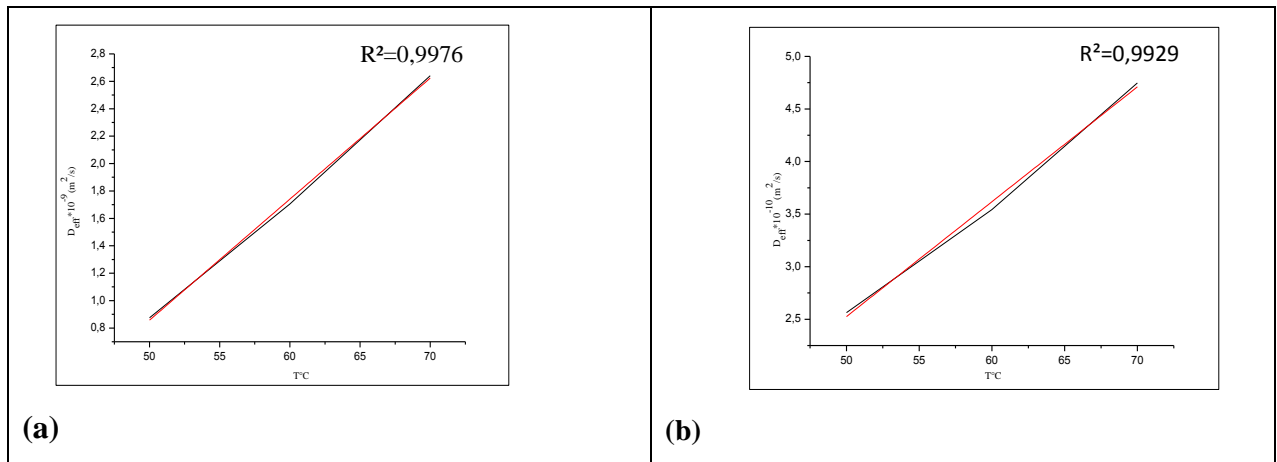 R²=0,9976
2,8
2,6
2,4
2,2
2,0
1,8
1,6
1,4
1,2
1,0
0,8
D_eff*10^-9 (m^2/s)
50 55 60 65 70
T°C
(a)
R²=0,9929
5,0
4,5
4,0
3,5
3,0
2,5
D_eff*10^-10 (m^2/s)
50 55 60 65 70
T°C
(b)